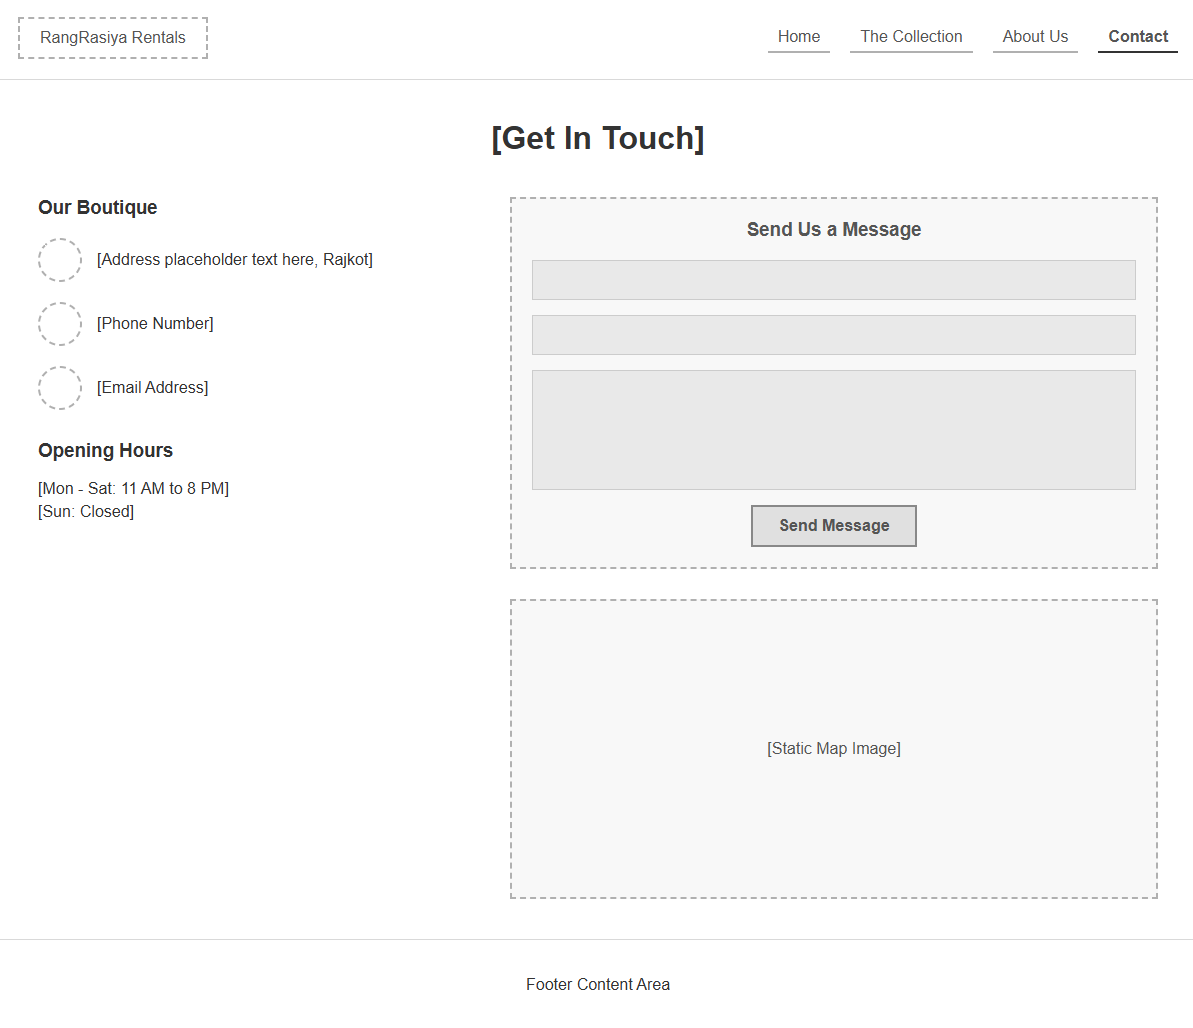 RangRasiya Rentals
Home
The Collection
About Us
Contact
[Get In Touch]
Our Boutique
[Address placeholder text here, Rajkot]
[Phone Number]
[Email Address]
Opening Hours
[Mon - Sat: 11 AM to 8 PM]
[Sun: Closed]
Send Us a Message
Send Message
[Static Map Image]
Footer Content Area